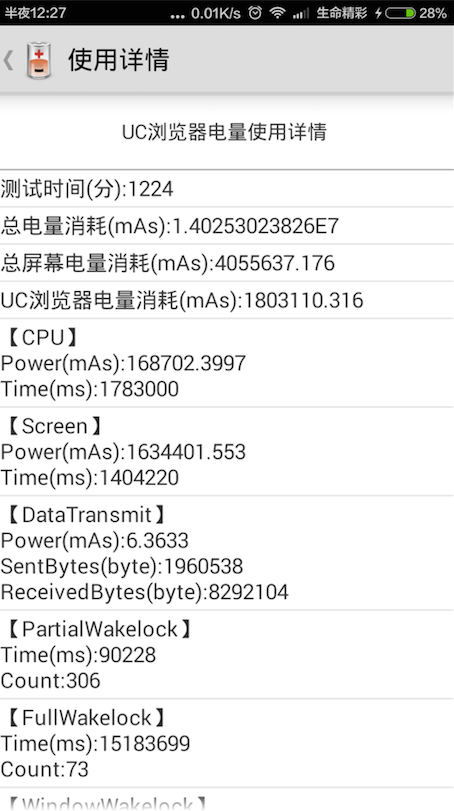 半夜12:27 ... 0.01K/s 生命精彩 28%
使用详情
UC浏览器电量使用详情
测试时间(分):1224
总电量消耗(mAs):1.40253023826E7
总屏幕电量消耗(mAs):4055637.176
UC浏览器电量消耗(mAs):1803110.316
【CPU】
Power(mAs):168702.3997
Time(ms):1783000
【Screen】
Power(mAs):1634401.553
Time(ms):1404220
【DataTransmit】
Power(mAs):6.3633
SentBytes(byte):1960538
ReceivedBytes(byte):8292104
【PartialWakelock】
Time(ms):90228
Count:306
【FullWakelock】
Time(ms):15183699
Count:73
【WindowWakelock】